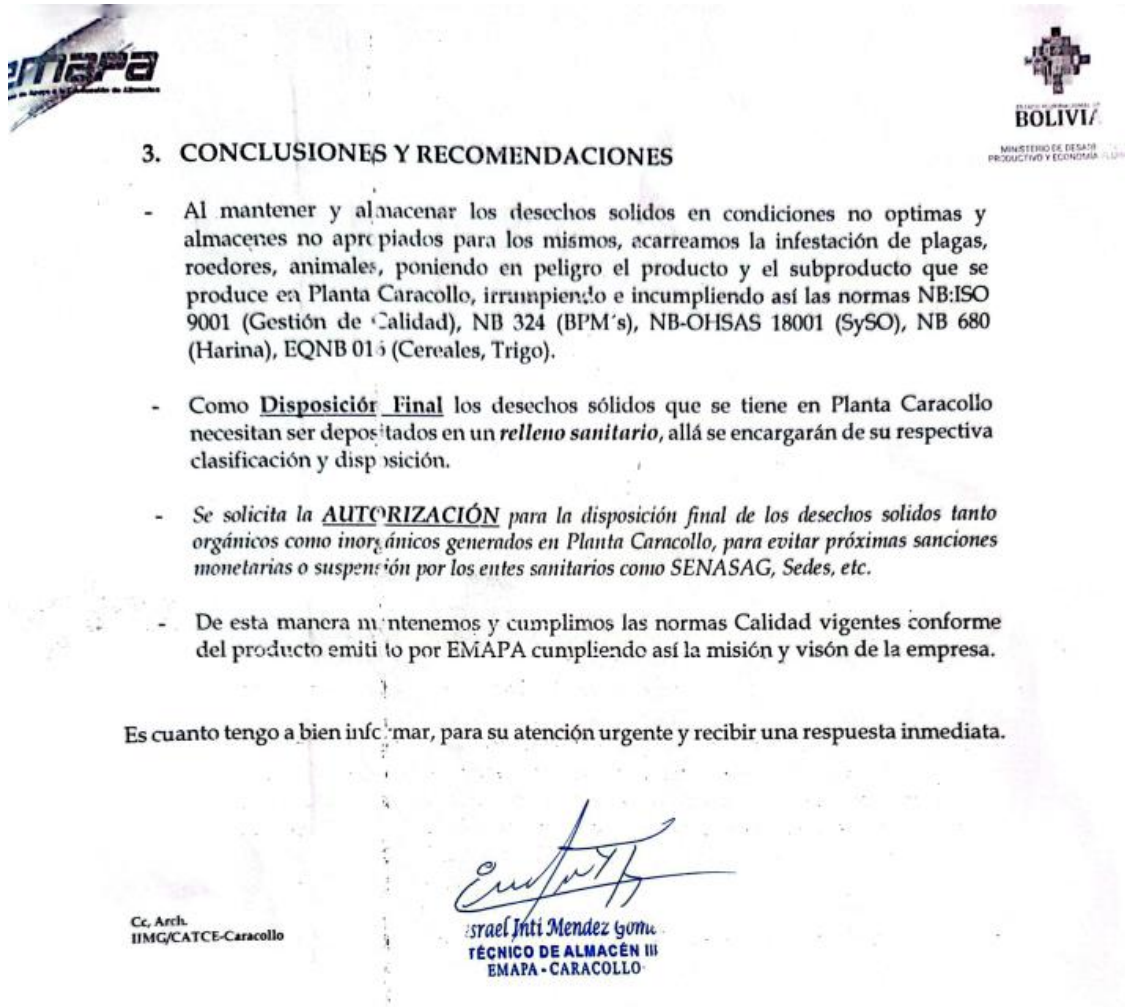 emapa
BOLIVIA
MINISTERIO DE DESARR
PRODUCTIVO Y ECONOMÍA PLUR
3. CONCLUSIONES Y RECOMENDACIONES
- Al mantener y almacenar los desechos solidos en condiciones no optimas y
almacenes no apropiados para los mismos, acarreamos la infestación de plagas,
roedores, animales, poniendo en peligro el producto y el subproducto que se
produce en Planta Caracollo, irrumpiendo e incumpliendo así las normas NB:ISO
9001 (Gestión de Calidad), NB 324 (BPM´s), NB-OHSAS 18001 (SySO), NB 680
(Harina), EQNB (Cereales, Trigo).
- Como Disposición Final los desechos sólidos que se tiene en Planta Caracollo
necesitan ser depositados en un relleno sanitario, allá se encargarán de su respectiva
clasificación y disposición.
- Se solicita la AUTORIZACIÓN para la disposición final de los desechos solidos tanto
orgánicos como inorgánicos generados en Planta Caracollo, para evitar próximas sanciones
monetarias o suspensión por los entes sanitarios como SENASAG, Sedes, etc.
- De esta manera mantenemos y cumplimos las normas Calidad vigentes conforme
del producto emitido por EMAPA cumpliendo así la misión y visón de la empresa.
Es cuanto tengo a bien informar, para su atención urgente y recibir una respuesta inmediata.
Cc, Arch.
IIMG/CATCE-Caracollo
Israel Inti Mendez Gome
TÉCNICO DE ALMACÉN III
EMAPA - CARACOLLO